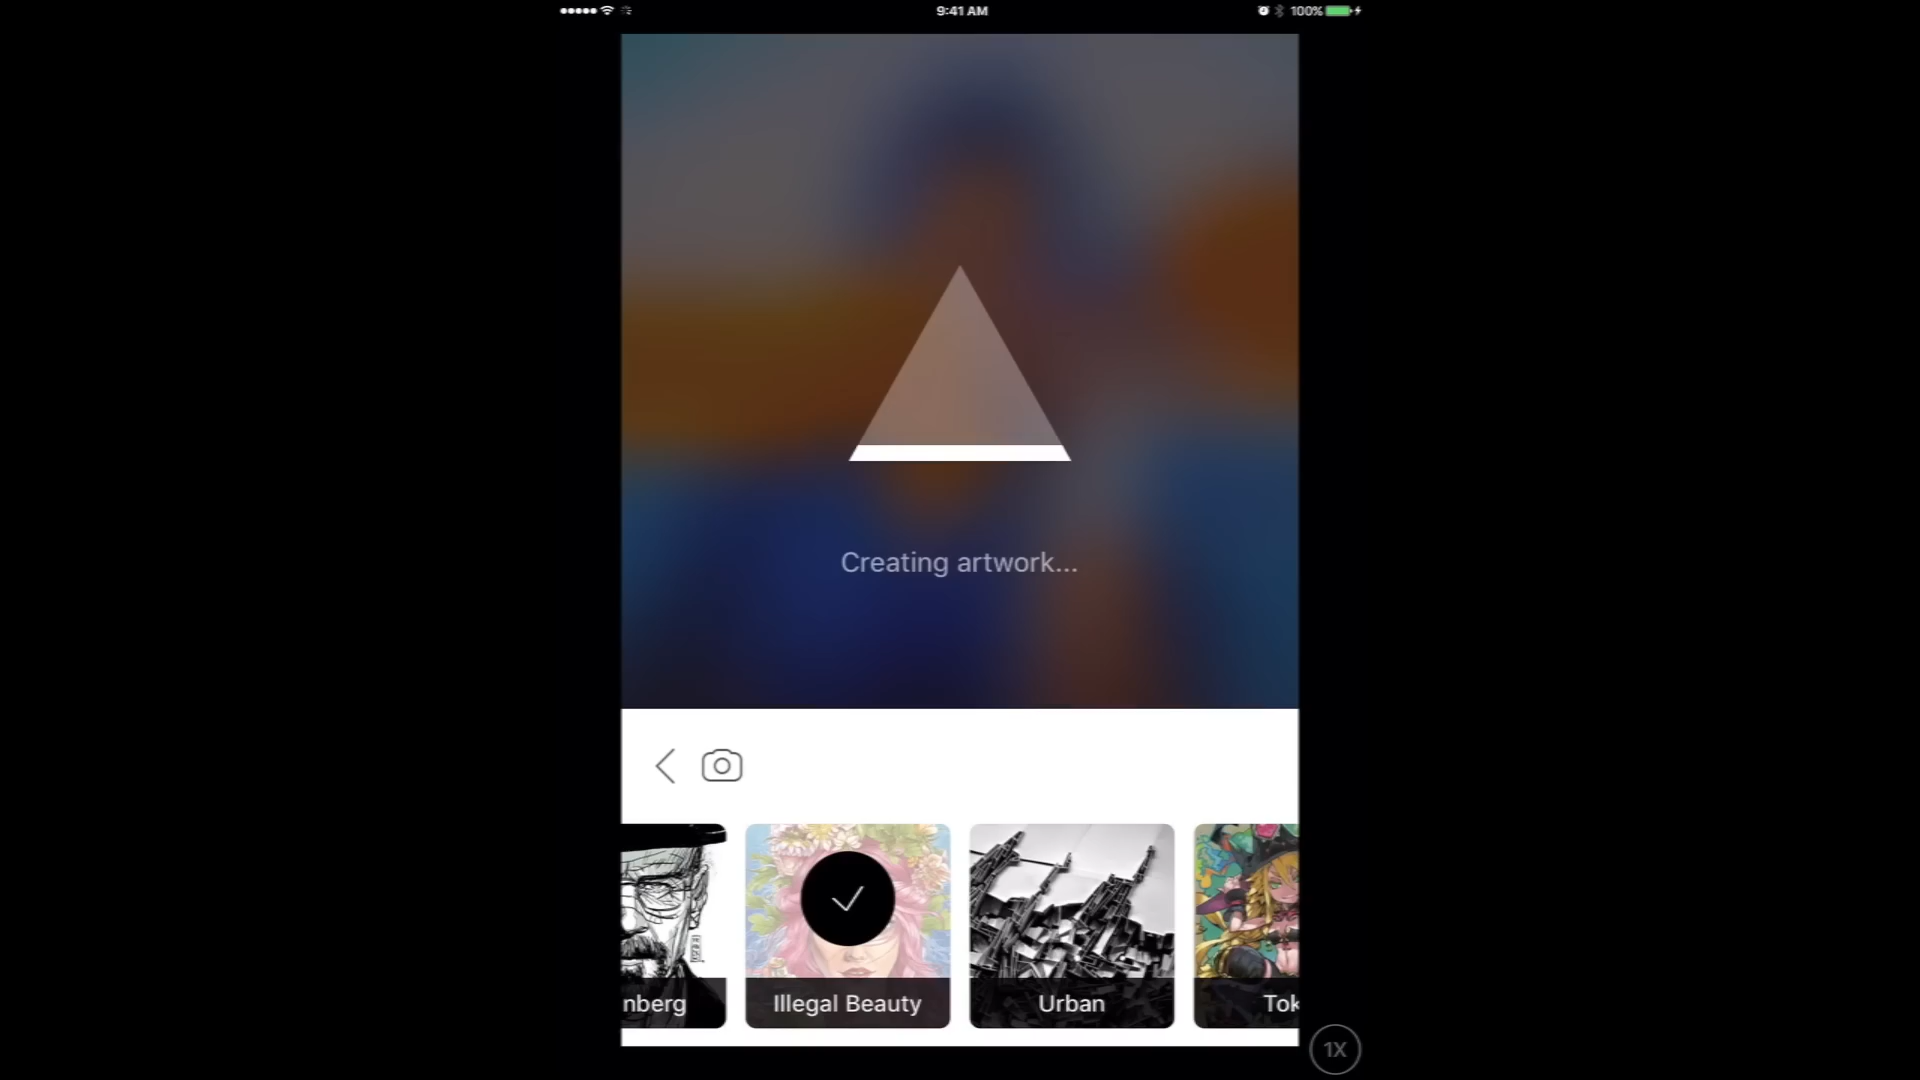 9:41 AM
100%
Creating artwork...
nberg
Illegal Beauty
Urban
Tok
1X